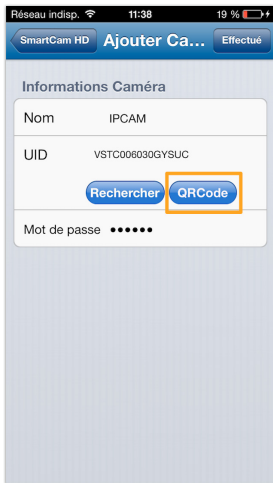 Réseau indisp. 11:38 19 %
SmartCam HD Ajouter Ca... Effectué
Informations Caméra
Nom IPCAM
UID VSTC006030GYSUC
Rechercher QRCode
Mot de passe ••••••